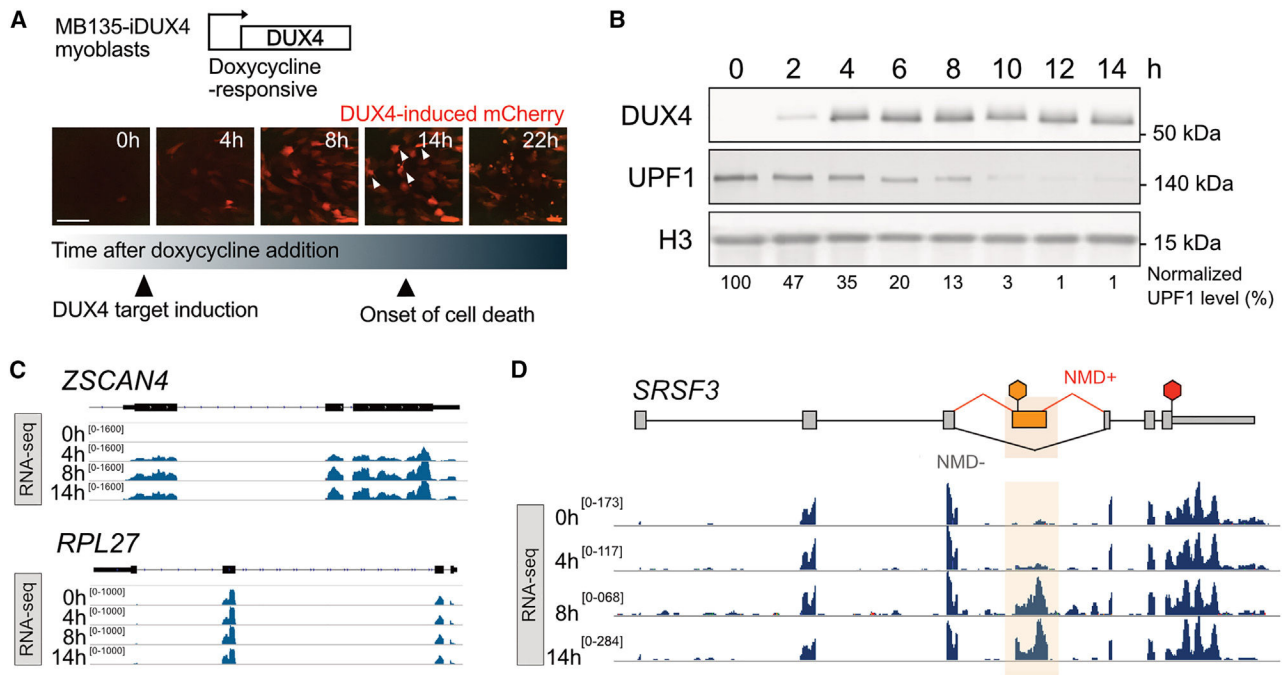 A
MB135-iDUX4
myoblasts
DUX4
Doxycycline
-responsive
DUX4-induced mCherry
0h 4h 8h 14h 22h
Time after doxycycline addition
DUX4 target induction
Onset of cell death
B
0 2 4 6 8 10 12 14 h
DUX4
50 kDa
UPF1
140 kDa
H3
15 kDa
100 47 35 20 13 3 1 1 Normalized
UPF1 level (%)
C
ZSCAN4
RNA-seq
0h [0-1600]
4h [0-1600]
8h [0-1600]
14h [0-1600]
RPL27
RNA-seq
0h [0-1000]
4h [0-1000]
8h [0-1000]
14h [0-1000]
D
SRSF3
NMD+
NMD-
RNA-seq
0h [0-173]
4h [0-117]
8h [0-068]
14h [0-284]